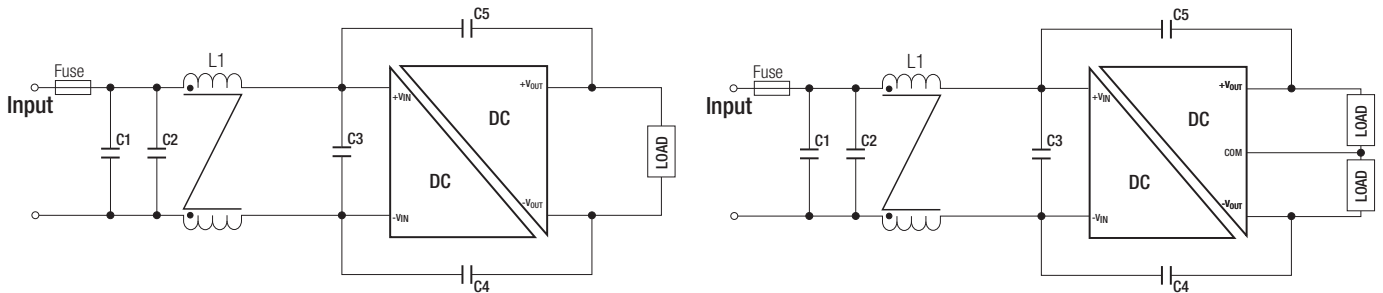 C5
L1
Fuse
Input
+VIN
+VOUT
DC
C1
C2
C3
LOAD
DC
-VIN
-VOUT
C4
C5
L1
Fuse
Input
+VIN
+VOUT
DC
LOAD
C1
C2
C3
COM
DC
LOAD
-VIN
-VOUT
C4